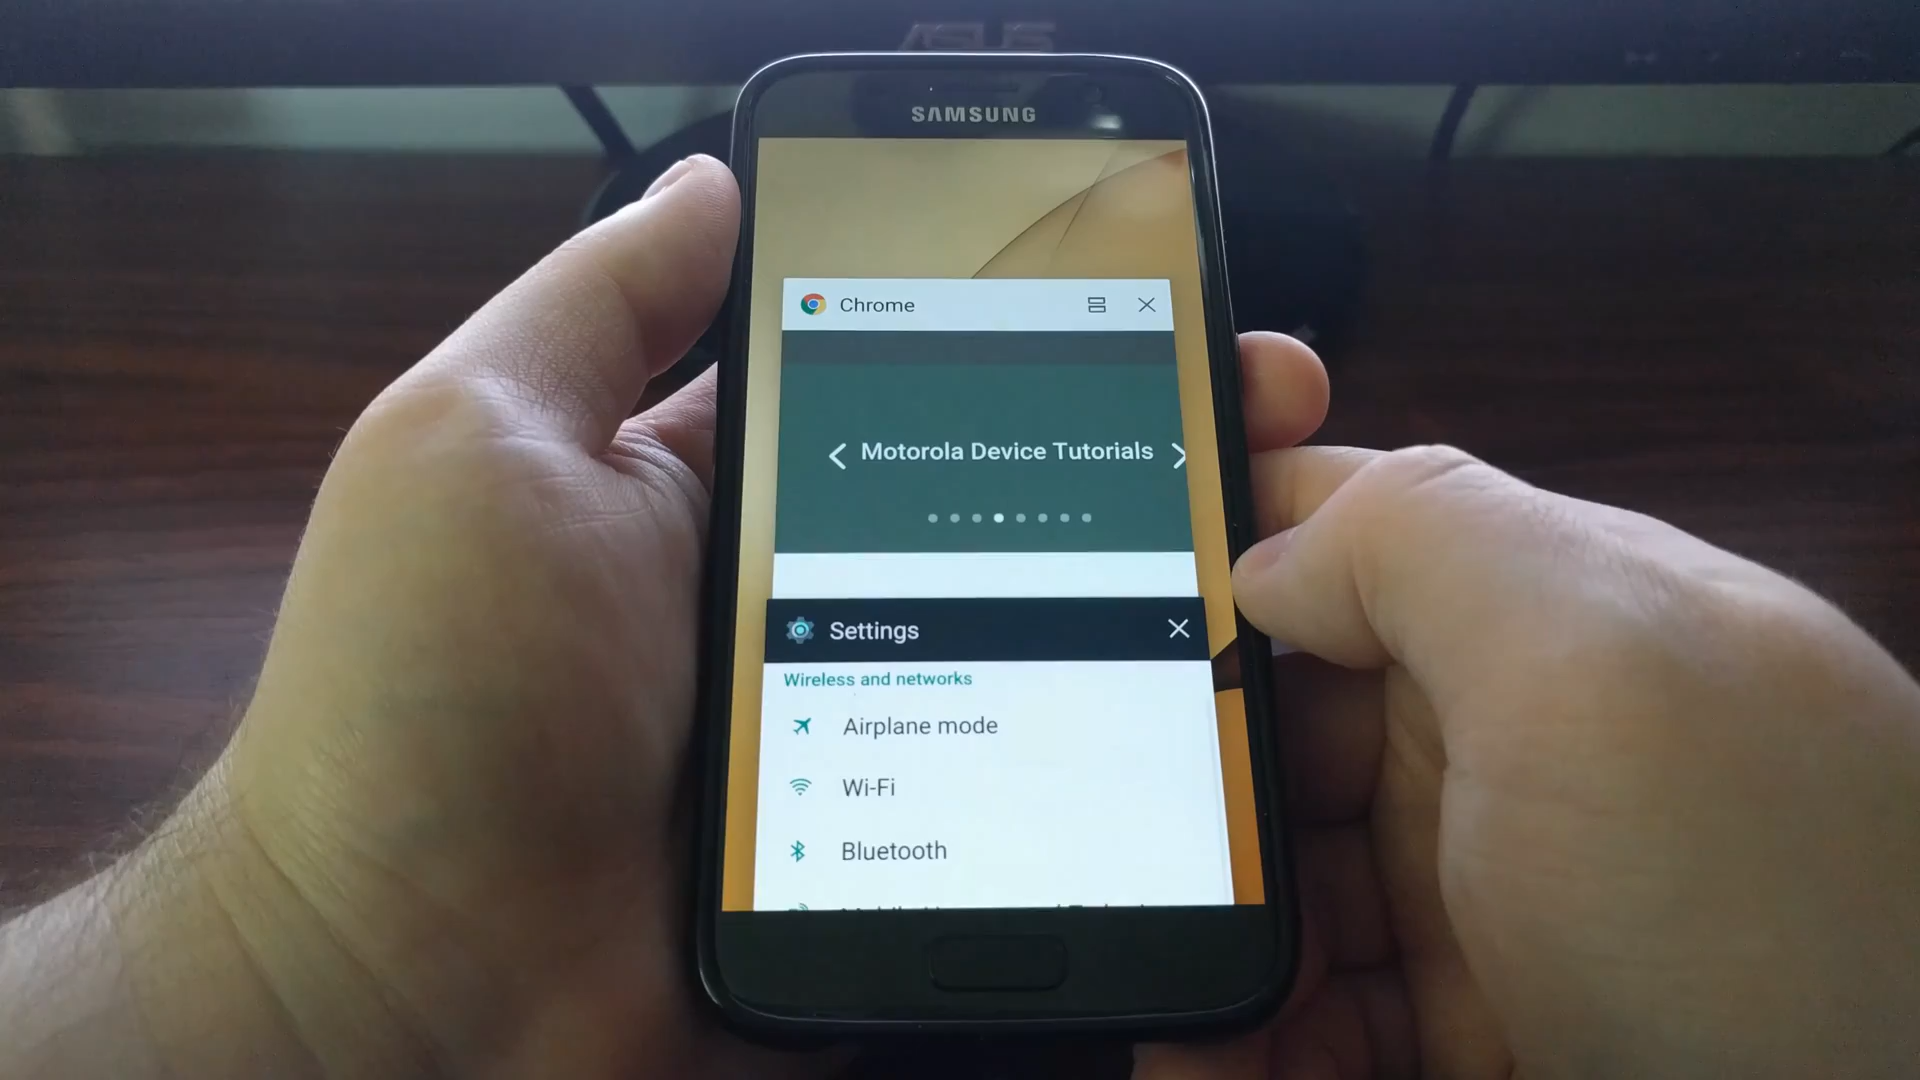 ASUS
SAMSUNG
Chrome
Motorola Device Tutorials
Settings
Wireless and networks
Airplane mode
Wi-Fi
Bluetooth